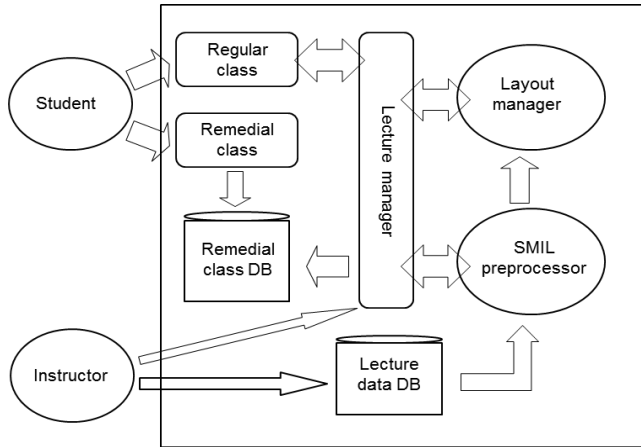 Student
Regular
class
Remedial
class
Remedial
class DB
Lecture manager
Layout
manager
SMIL
preprocessor
Instructor
Lecture
data DB